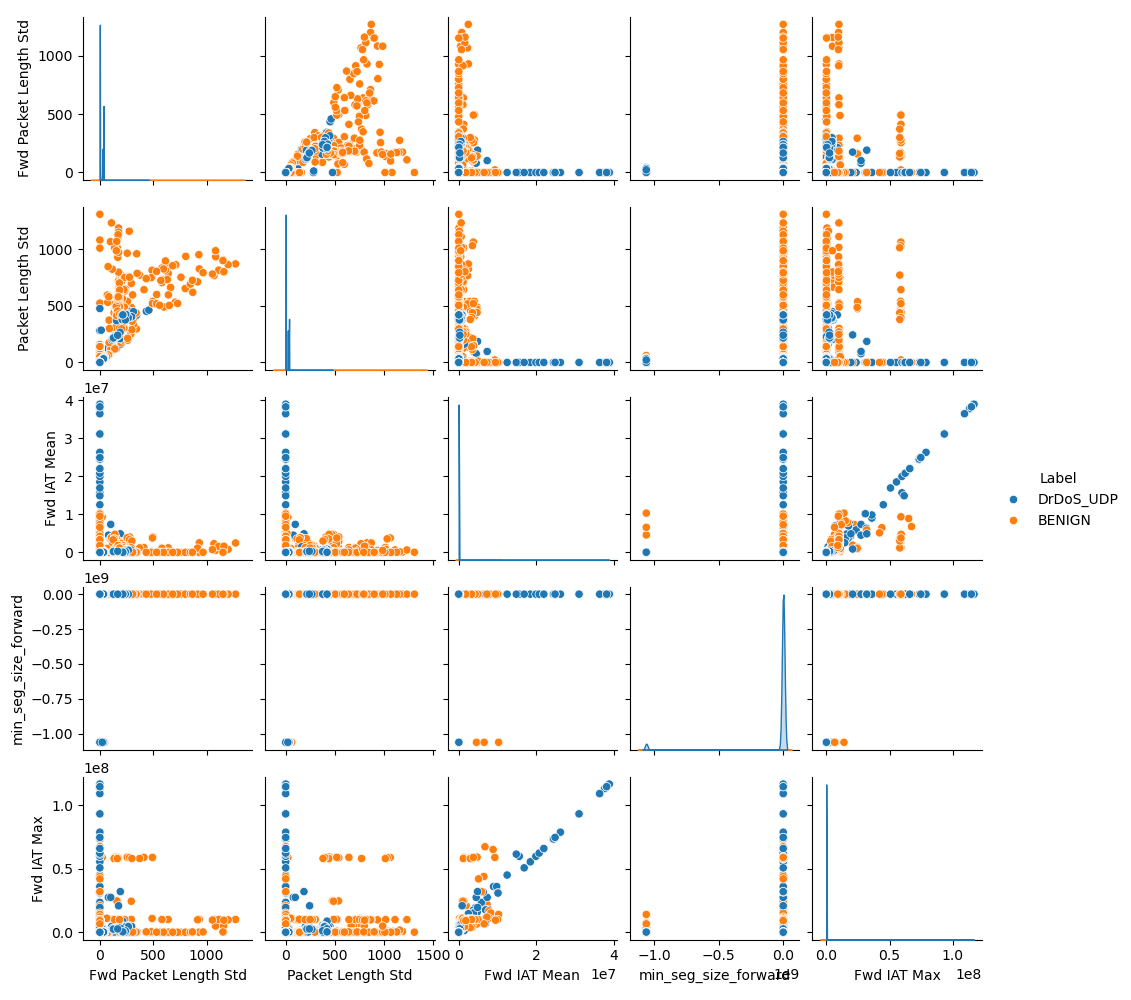 1000
500
0
Fwd Packet Length Std
1000
500
0
Packet Length Std
1e7
4
3
2
1
0
Fwd IAT Mean
Label
DrDoS_UDP
BENIGN
1e9
0.00
−0.25
−0.50
−0.75
−1.00
min_seg_size_forward
1e8
1.0
0.5
0.0
Fwd IAT Max
0 500 1000
Fwd Packet Length Std
0 500 1000 1500
Packet Length Std
0 2 4
1e7
Fwd IAT Mean
−1.0 −0.5 0.0
1e9
min_seg_size_forward
0.0 0.5 1.0
1e8
Fwd IAT Max